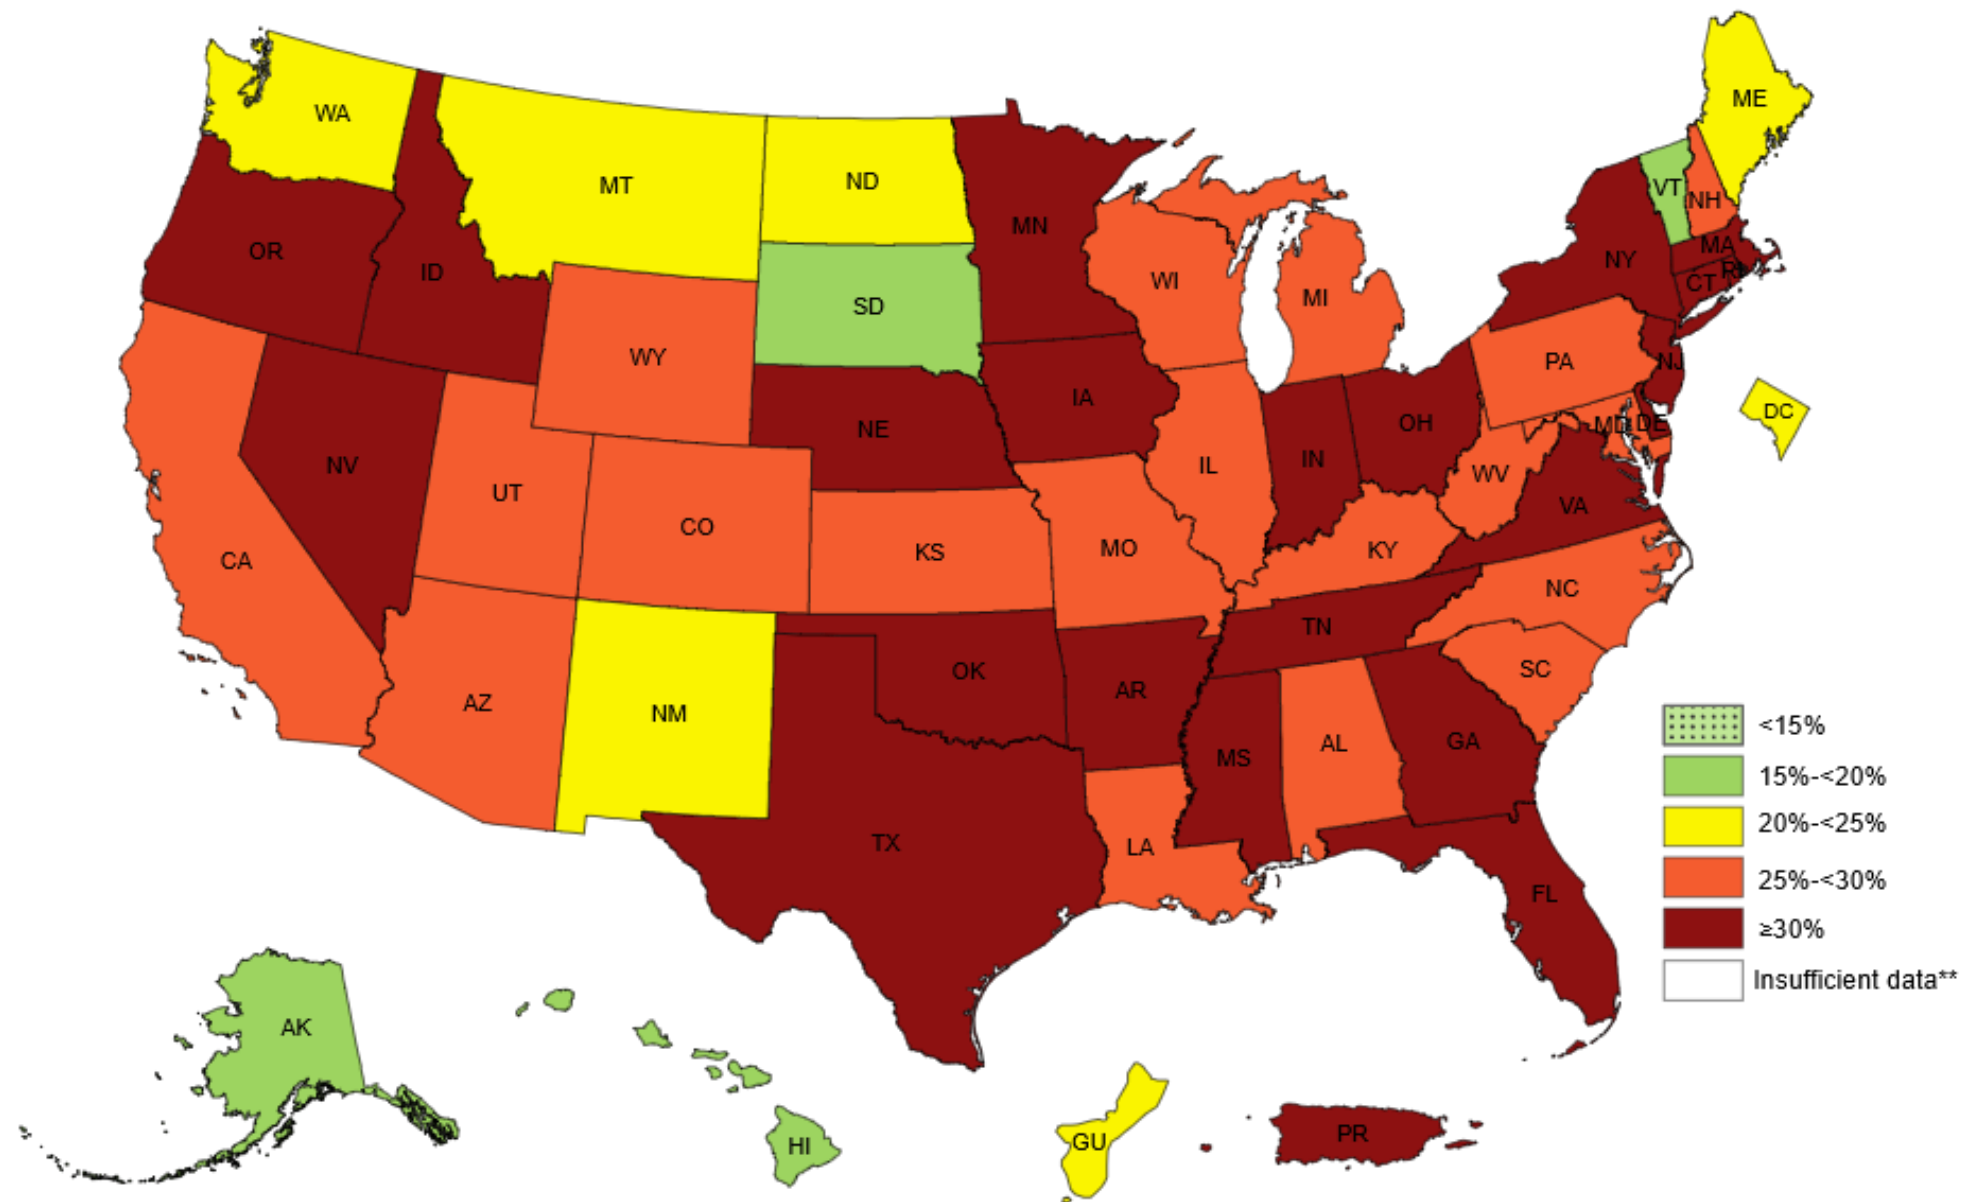 ME
WA
MT
ND
VT
NH
MN
MA
OR
NY
RI
ID
CT
WI
MI
SD
WY
PA
NJ
IA
DC
NE
OH
MD
DE
NV
IL
IN
WV
UT
CO
VA
KS
MO
KY
CA
NC
TN
OK
SC
AR
AZ
NM
GA
AL
MS
TX
LA
FL
<15%
15%-<20%
20%-<25%
25%-<30%
≥30%
Insufficient data**
AK
HI
GU
PR